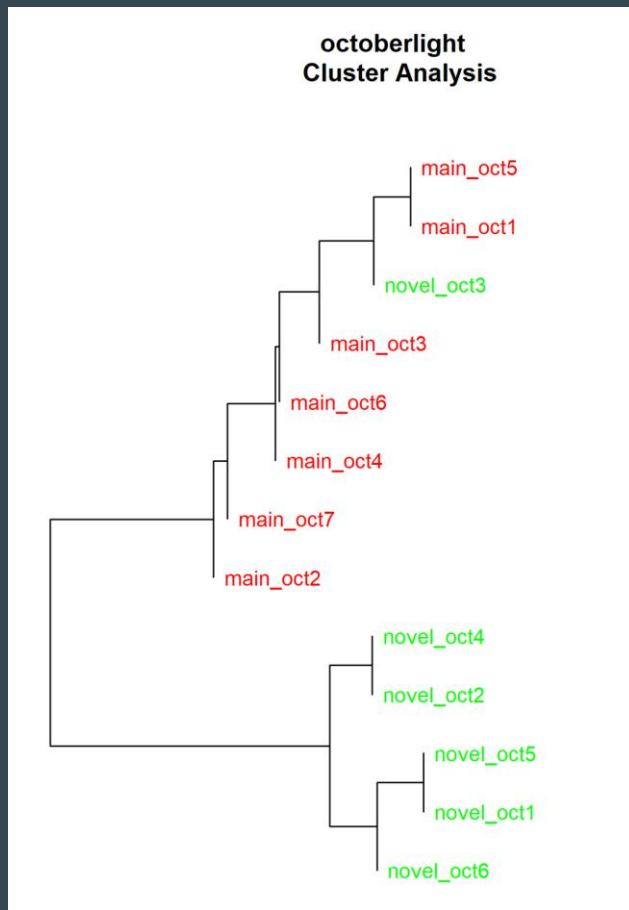 octoberlight
Cluster Analysis
main_oct5
main_oct1
novel_oct3
main_oct3
main_oct6
main_oct4
main_oct7
main_oct2
novel_oct4
novel_oct2
novel_oct5
novel_oct1
novel_oct6